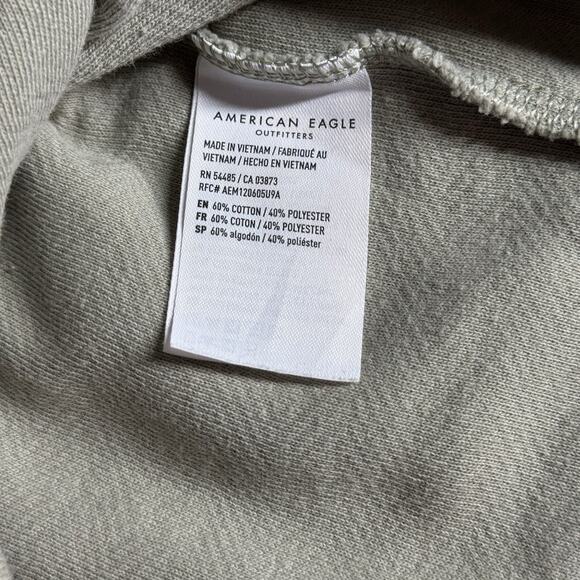 AMERICAN EAGLE
OUTFITTERS
MADE IN VIETNAM / FABRIQUÉ AU
VIETNAM / HECHO EN VIETNAM
RN 54485 / CA 03873
RFC# AEM120605U9A
EN 60% COTTON / 40% POLYESTER
FR 60% COTON / 40% POLYESTER
SP 60% algodón / 40% poliéster